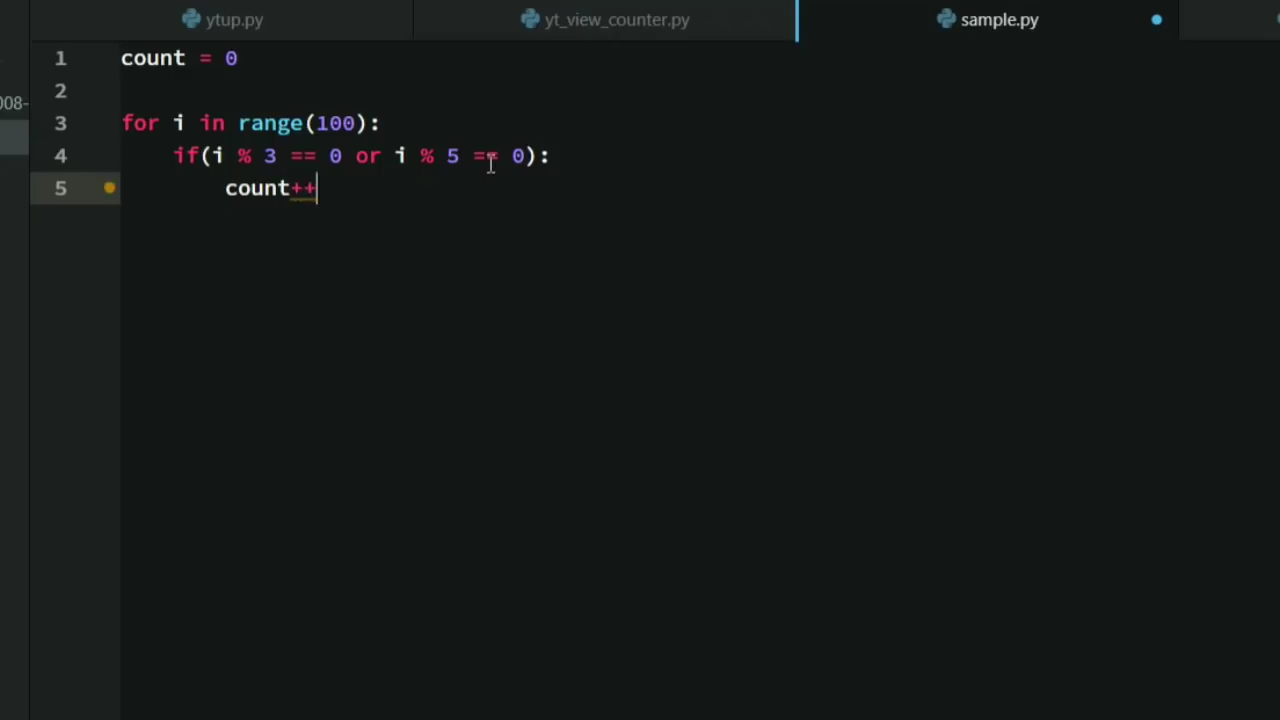 ytup.py yt_view_counter.py sample.py
008-
1 count = 0
2
3 for i in range(100):
4     if(i % 3 == 0 or i % 5 == 0):
5         count++